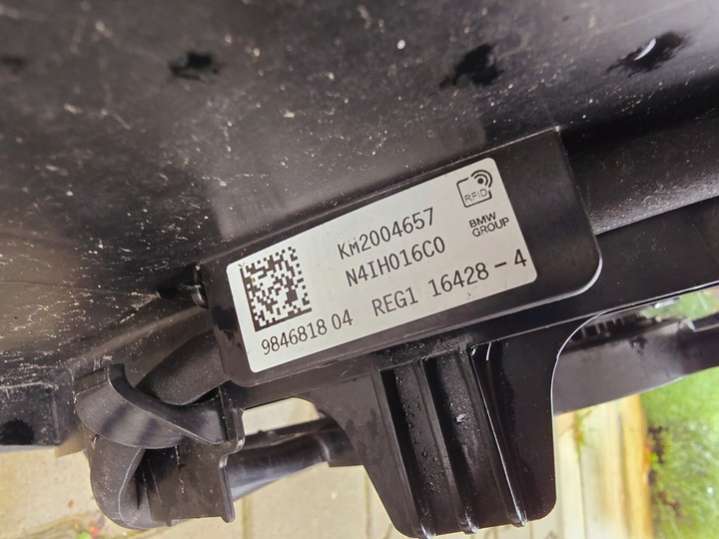 RFID
BMW
GROUP
KM2004657
N4IH016C0
9846818 04 REG1 16428-4